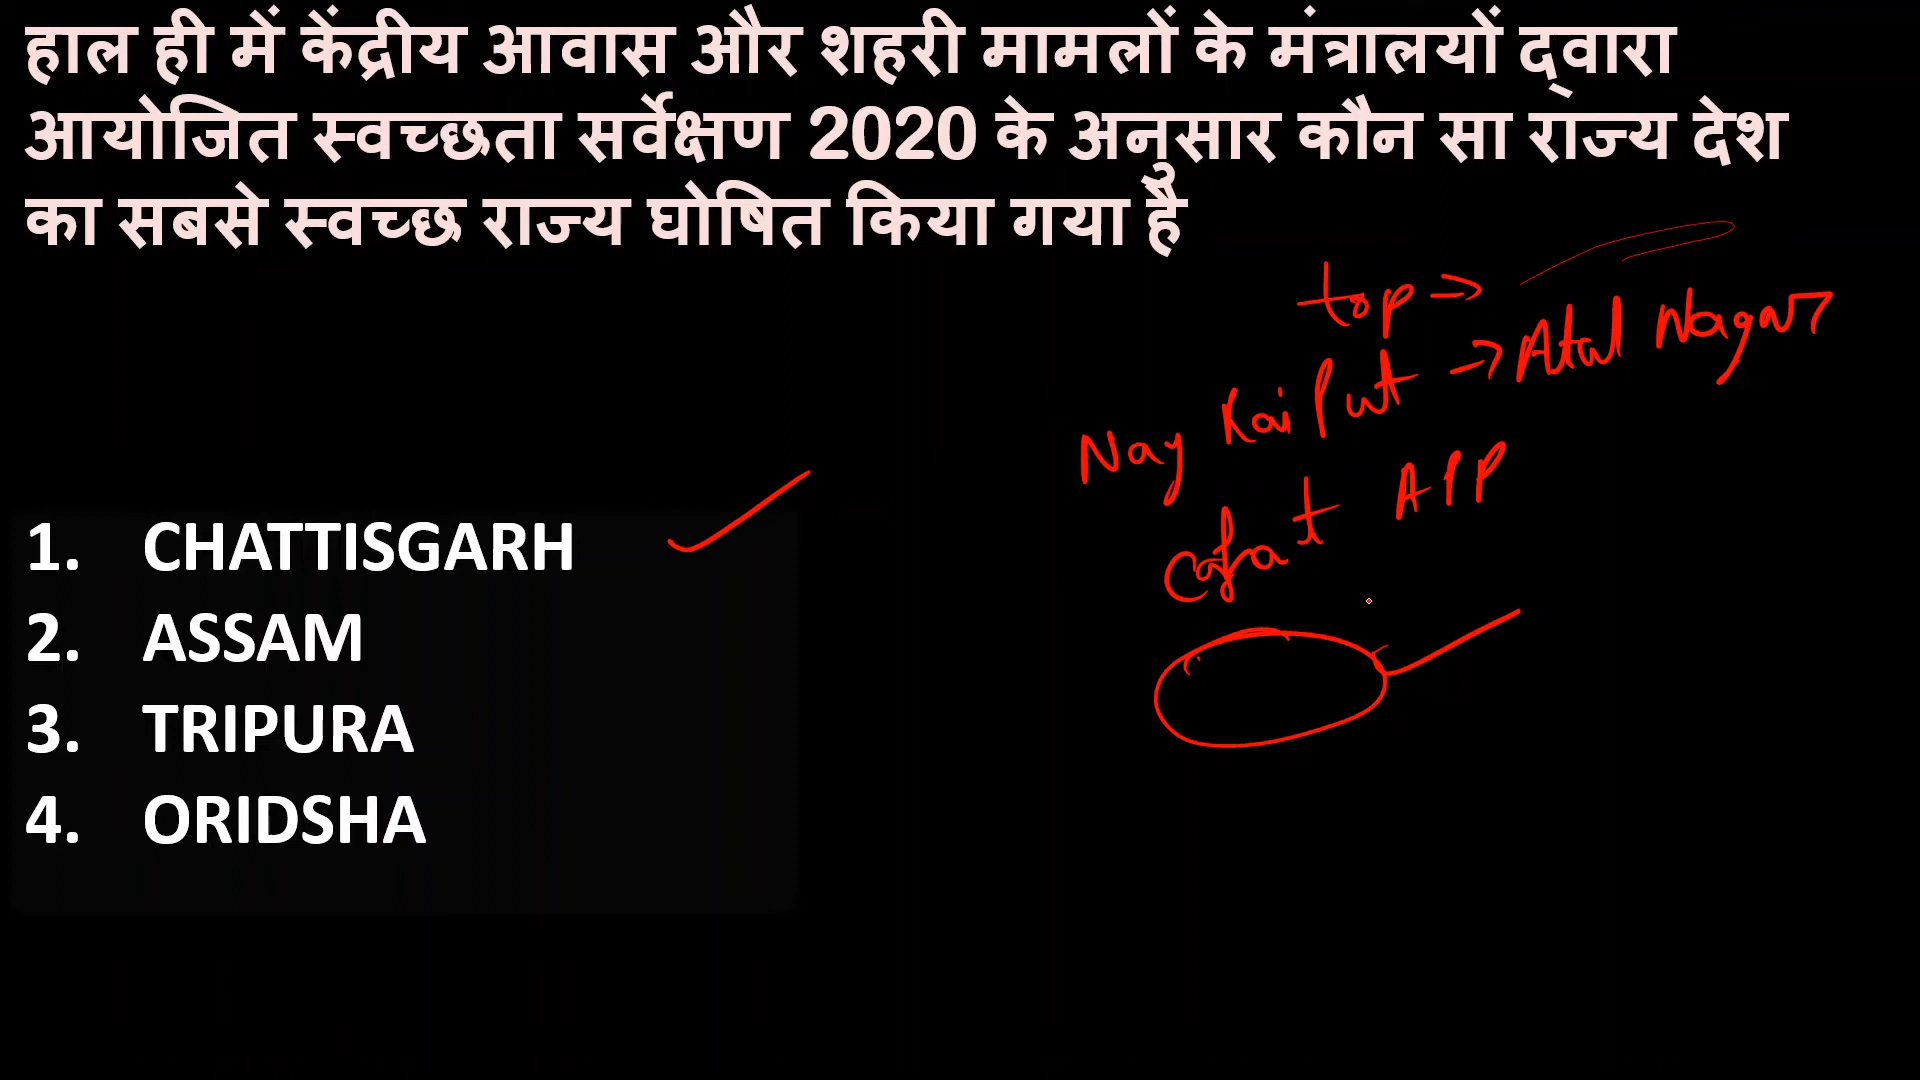 हाल ही में केंद्रीय आवास और शहरी मामलों के मंत्रालयों द्वारा
आयोजित स्वच्छता सर्वेक्षण 2020 के अनुसार कौन सा राज्य देश
का सबसे स्वच्छ राज्य घोषित किया गया है
top →
Nay Rai Put → Atal Nagar
APP
1. CHATTISGARH
2. ASSAM
3. TRIPURA
4. ORIDSHA